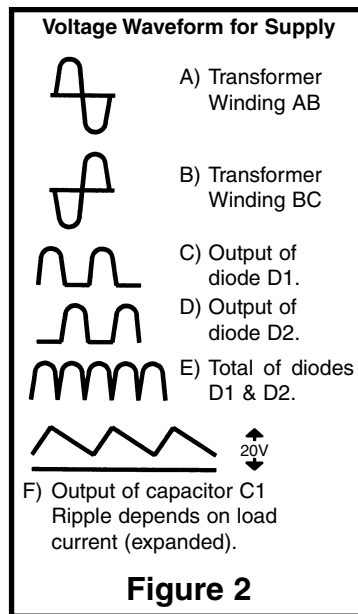 Voltage Waveform for Supply
A) Transformer
Winding AB
B) Transformer
Winding BC
C) Output of
diode D1.
D) Output of
diode D2.
E) Total of diodes
D1 & D2.
20V
F) Output of capacitor C1
Ripple depends on load
current (expanded).
Figure 2